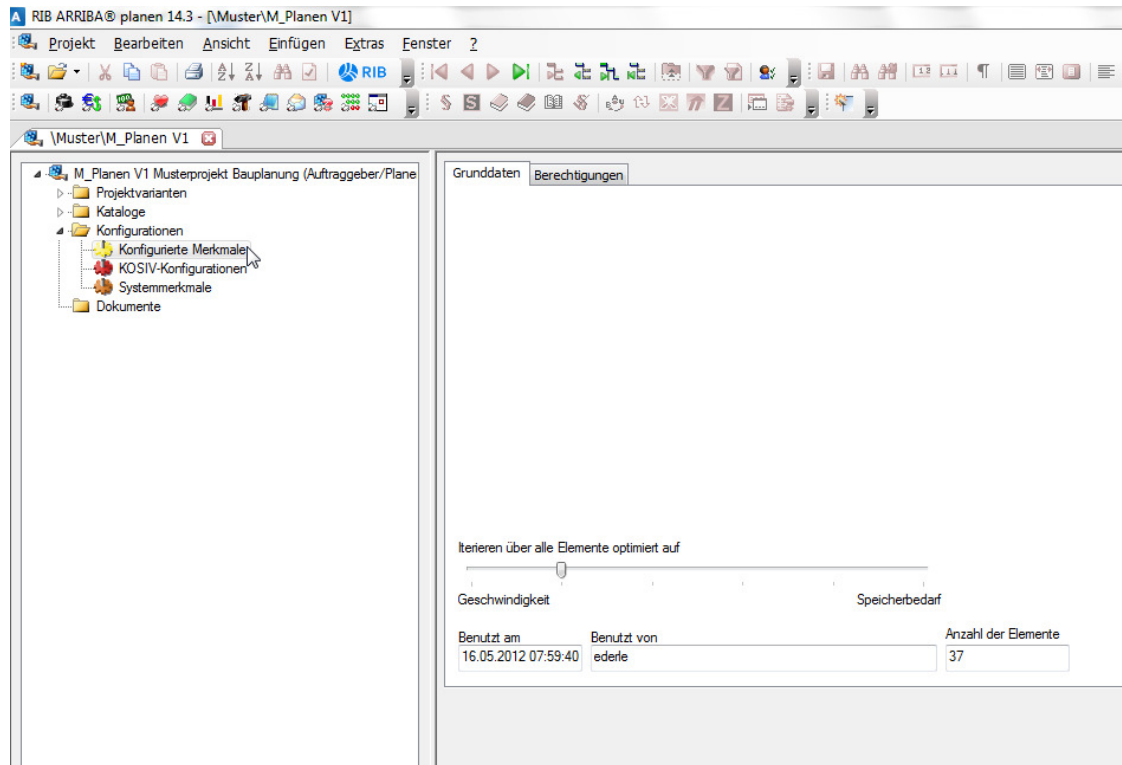 RIB ARRIBA® planen 14.3 - [\Muster\M_Planen V1]
Projekt Bearbeiten Ansicht Einfügen Extras Fenster ?
RIB
\Muster\M_Planen V1
M_Planen V1 Musterprojekt Bauplanung (Auftraggeber/Plane
Projektvarianten
Kataloge
Konfigurationen
Konfigurierte Merkmale
KOSIV-Konfigurationen
Systemmerkmale
Dokumente
Grunddaten Berechtigungen
Iterieren über alle Elemente optimiert auf
Geschwindigkeit Speicherbedarf
Benutzt am Benutzt von Anzahl der Elemente
16.05.2012 07:59:40 ederle 37